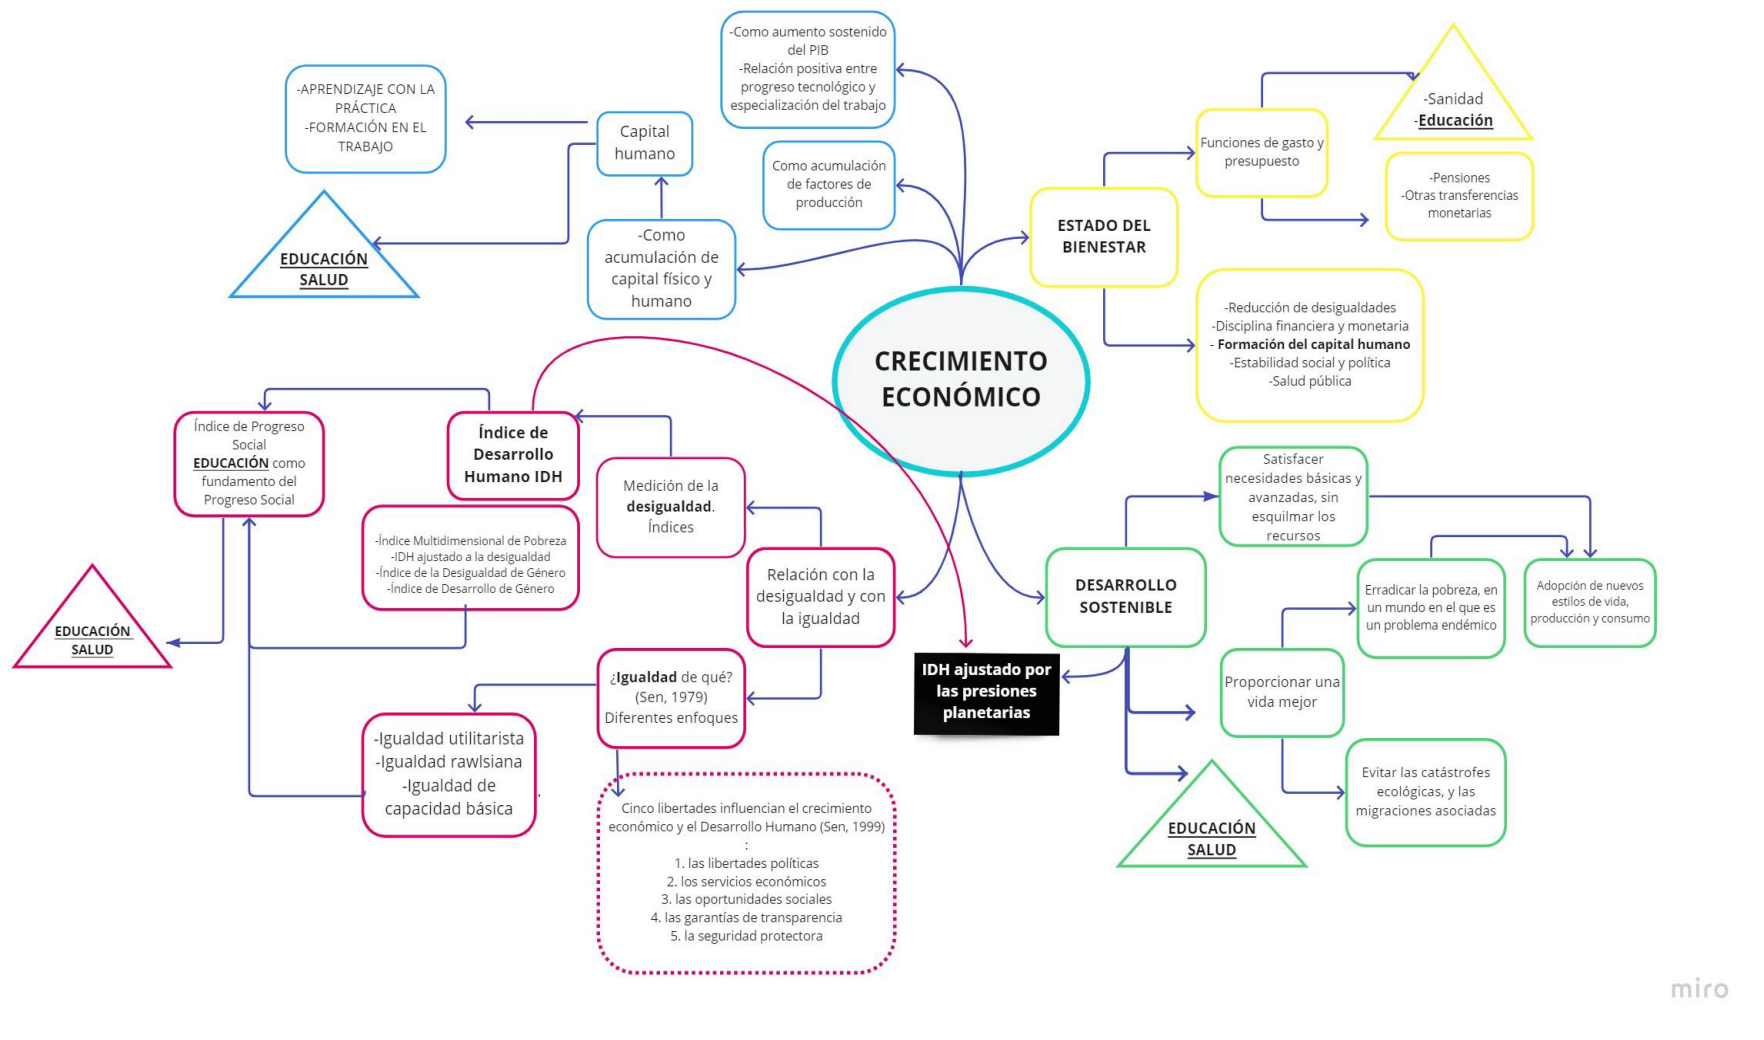 -Como aumento sostenido
del PIB
-Relación positiva entre
progreso tecnológico y
especialización del trabajo
-APRENDIZAJE CON LA
PRÁCTICA
-FORMACIÓN EN EL
TRABAJO
Capital
humano
Como acumulación
de factores de
producción
-Como
acumulación de
capital físico y
humano
EDUCACIÓN
SALUD
-Sanidad
-Educación
Funciones de gasto y
presupuesto
-Pensiones
-Otras transferencias
monetarias
ESTADO DEL
BIENESTAR
-Reducción de desigualdades
-Disciplina financiera y monetaria
- Formación del capital humano
-Estabilidad social y política
-Salud pública
CRECIMIENTO
ECONÓMICO
Índice de Progreso
Social
EDUCACIÓN como
fundamento del
Progreso Social
Índice de
Desarrollo
Humano IDH
Medición de la
desigualdad.
Índices
-Índice Multidimensional de Pobreza
-IDH ajustado a la desigualdad
-Índice de la Desigualdad de Género
-Índice de Desarrollo de Género
Relación con la
desigualdad y con
la igualdad
EDUCACIÓN
SALUD
¿Igualdad de qué?
(Sen, 1979)
Diferentes enfoques
-Igualdad utilitarista
-Igualdad rawlsiana
-Igualdad de
capacidad básica
.
Cinco libertades influencian el crecimiento
económico y el Desarrollo Humano (Sen, 1999)
:
1. las libertades políticas
2. los servicios económicos
3. las oportunidades sociales
4. las garantías de transparencia
5. la seguridad protectora
IDH ajustado por
las presiones
planetarias
DESARROLLO
SOSTENIBLE
Satisfacer
necesidades básicas y
avanzadas, sin
esquilmar los
recursos
Erradicar la pobreza, en
un mundo en el que es
un problema endémico
Adopción de nuevos
estilos de vida,
producción y consumo
Proporcionar una
vida mejor
Evitar las catástrofes
ecológicas, y las
migraciones asociadas
EDUCACIÓN
SALUD
miro